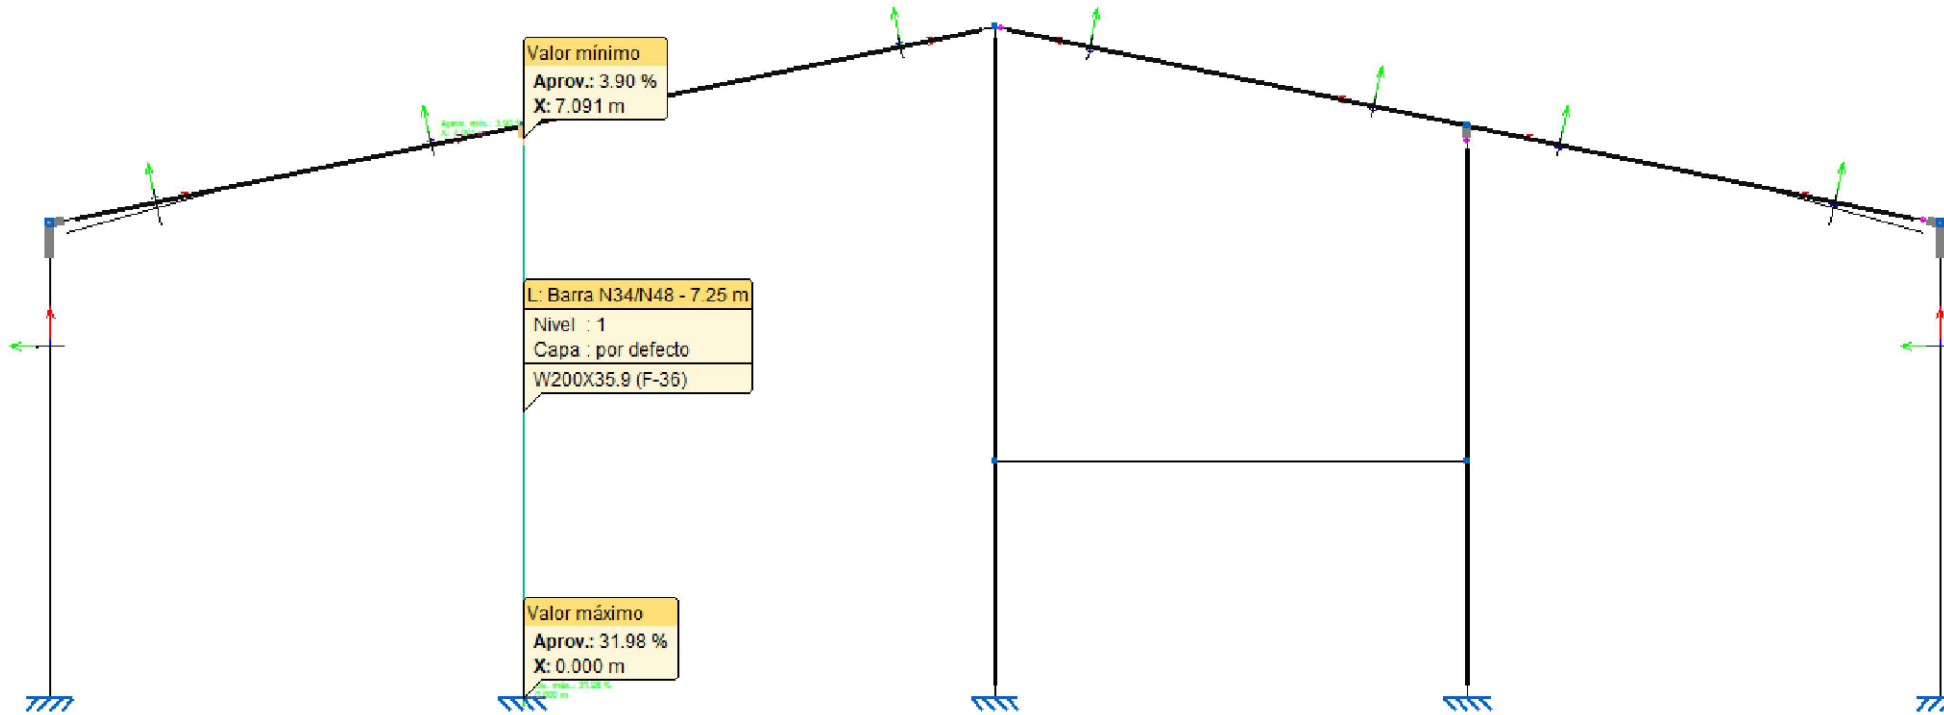 Valor mínimo
Aprov.: 3.90 %
X: 7.091 m
L: Barra N34/N48 - 7.25 m
Nivel : 1
Capa : por defecto
W200X35.9 (F-36)
Valor máximo
Aprov.: 31.98 %
X: 0.000 m